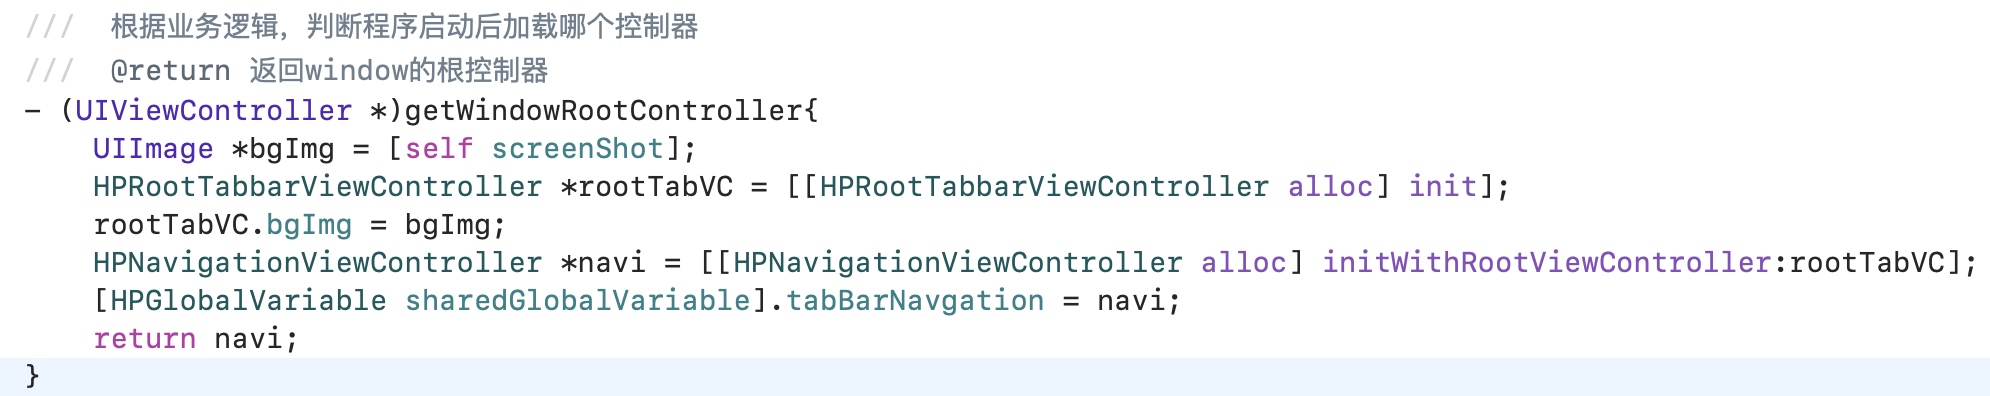 ///  根据业务逻辑，判断程序启动后加载哪个控制器
///  @return 返回window的根控制器
- (UIViewController *)getWindowRootController{
    UIImage *bgImg = [self screenShot];
    HPRootTabbarViewController *rootTabVC = [[HPRootTabbarViewController alloc] init];
    rootTabVC.bgImg = bgImg;
    HPNavigationViewController *navi = [[HPNavigationViewController alloc] initWithRootViewController:rootTabVC];
    [HPGlobalVariable sharedGlobalVariable].tabBarNavgation = navi;
    return navi;
}